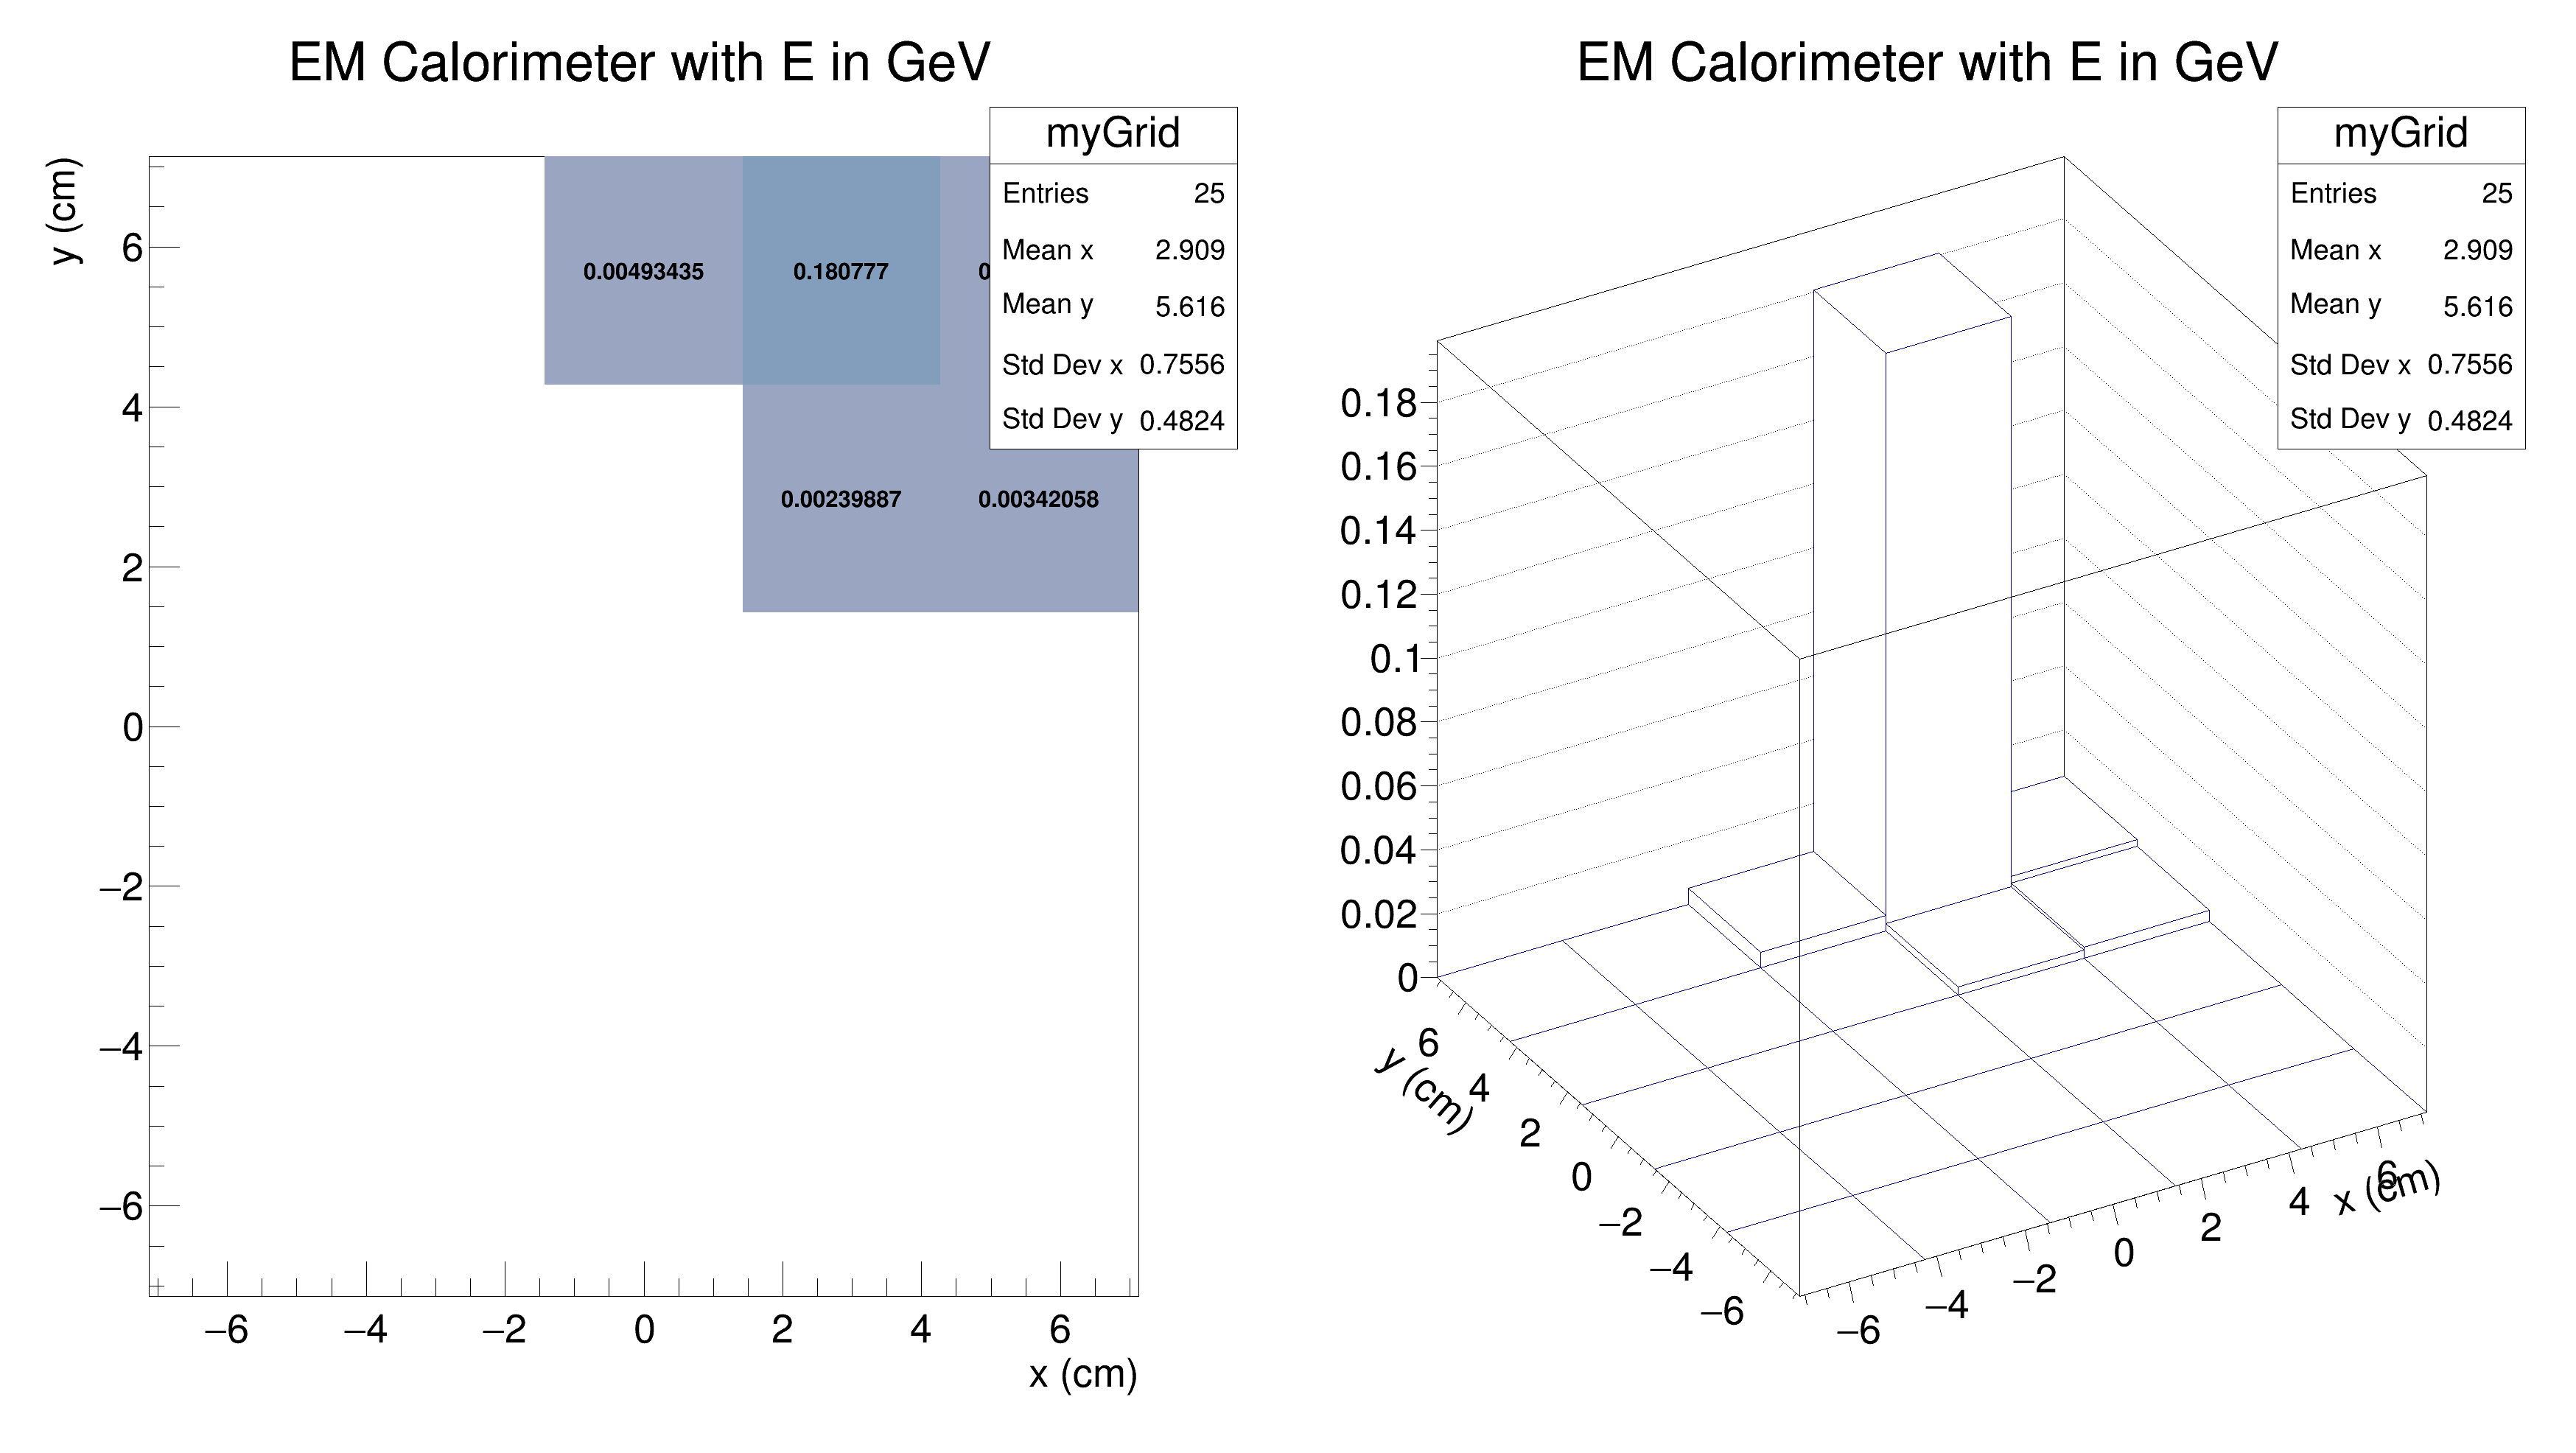 EM Calorimeter with E in GeV
myGrid
Entries 25
Mean x 2.909
Mean y 5.616
Std Dev x 0.7556
Std Dev y 0.4824
y (cm)
6
4
2
0
−2
−4
−6
0.00493435
0.180777
0
0.00239887
0.00342058
−6 −4 −2 0 2 4 6
x (cm)
EM Calorimeter with E in GeV
myGrid
Entries 25
Mean x 2.909
Mean y 5.616
Std Dev x 0.7556
Std Dev y 0.4824
0.18
0.16
0.14
0.12
0.1
0.08
0.06
0.04
0.02
0
y (cm)
6
4
2
0
−2
−4
−6
−6 −4 −2 0 2 4 6
x (cm)